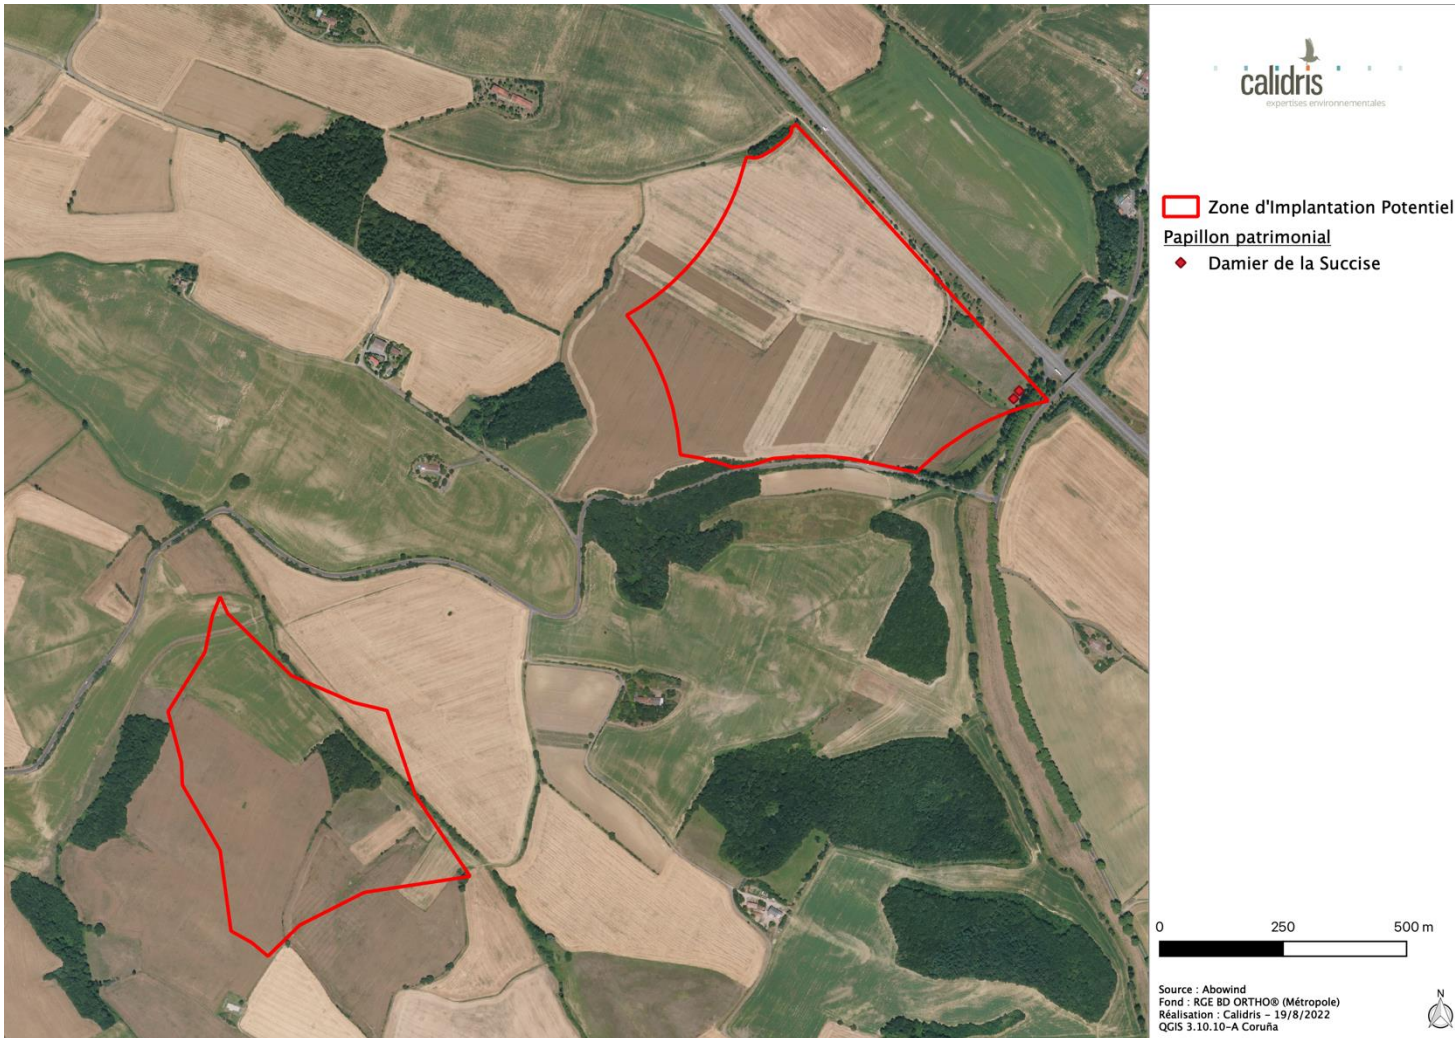 calidris
expertises environnementales
Zone d'Implantation Potentiel
Papillon patrimonial
Damier de la Succise
0 250 500 m
Source : Abowind
Fond : RGE BD ORTHO® (Métropole)
Réalisation : Calidris - 19/8/2022
QGIS 3.10.10-A Coruña
N